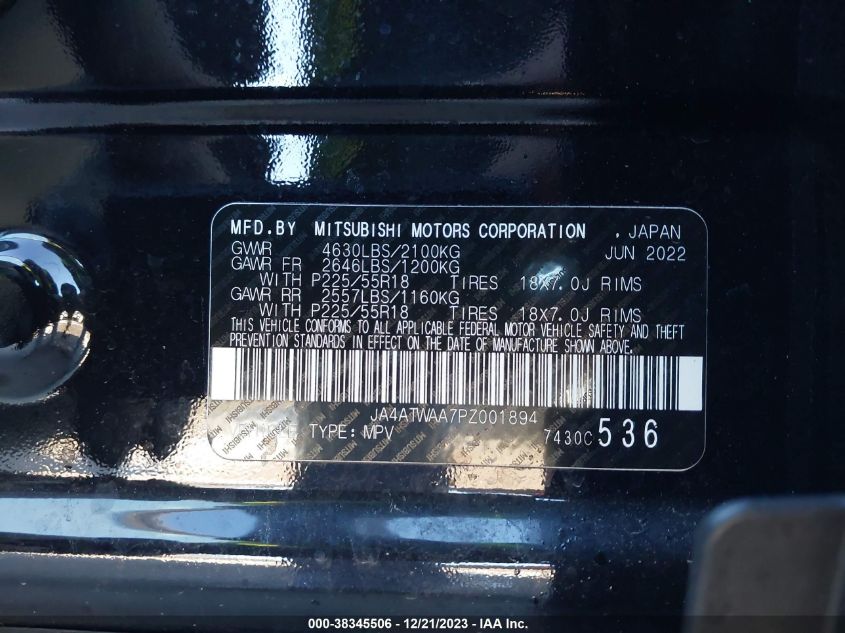 MFD.BY MITSUBISHI MOTORS CORPORATION , JAPAN
GVWR 4630LBS/2100KG JUN 2022
GAWR FR 2646LBS/1200KG
WITH P225/55R18 TIRES 18X7.0J RIMS
GAWR RR 2557LBS/1160KG
WITH P225/55R18 TIRES 18X7.0J RIMS
THIS VEHICLE CONFORMS TO ALL APPLICABLE FEDERAL MOTOR VEHICLE SAFETY AND THEFT
PREVENTION STANDARDS IN EFFECT ON THE DATE OF MANUFACTURE SHOWN ABOVE.
JA4ATWAA7PZ001894
TYPE: MPV 7430C 536
000-38345506 - 12/21/2023 - IAA Inc.